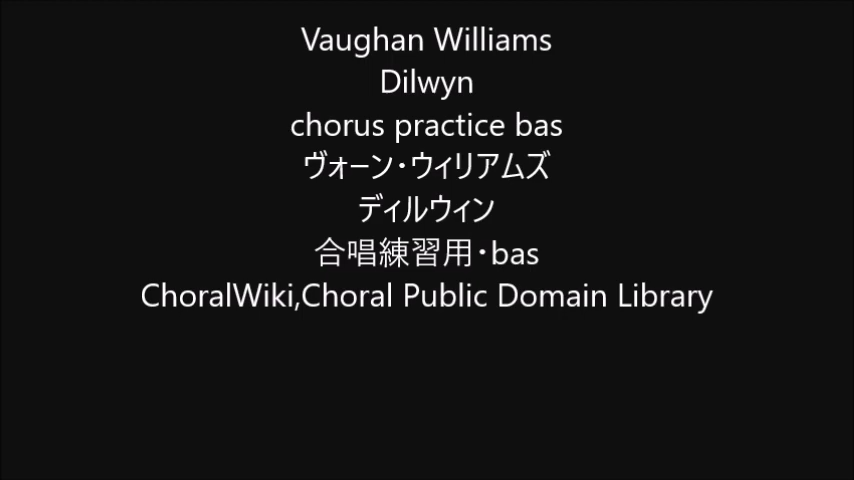 Vaughan Williams
Dilwyn
chorus practice bas
ヴォーン・ウィリアムズ
ディルウィン
合唱練習用・bas
ChoralWiki,Choral Public Domain Library